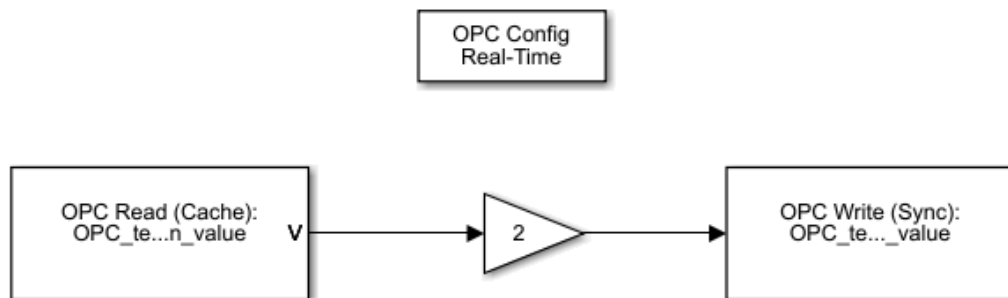 OPC Config
Real-Time
OPC Read (Cache):
OPC_te...n_value
V
2
OPC Write (Sync):
OPC_te..._value